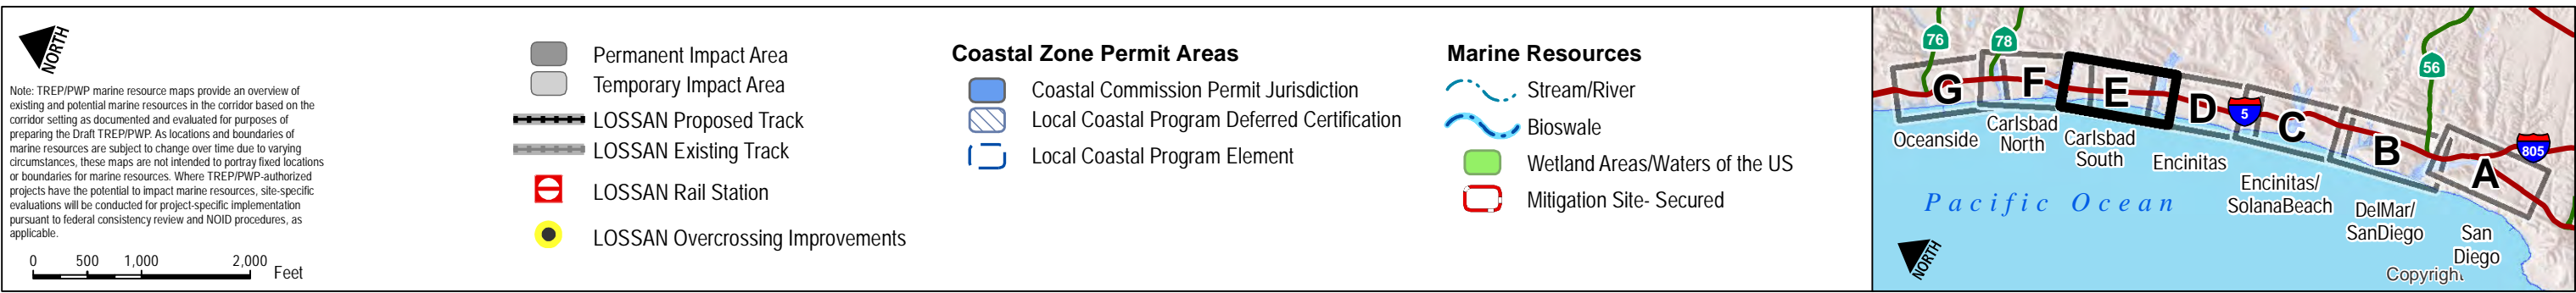 NORTH
Note: TREP/PWP marine resource maps provide an overview of
existing and potential marine resources in the corridor based on the
corridor setting as documented and evaluated for purposes of
preparing the Draft TREP/PWP. As locations and boundaries of
marine resources are subject to change over time due to varying
circumstances, these maps are not intended to portray fixed locations
or boundaries for marine resources. Where TREP/PWP-authorized
projects have the potential to impact marine resources, site-specific
evaluations will be conducted for project-specific implementation
pursuant to federal consistency review and NOID procedures, as
applicable.
0 500 1,000 2,000
Feet
Permanent Impact Area
Temporary Impact Area
LOSSAN Proposed Track
LOSSAN Existing Track
LOSSAN Rail Station
LOSSAN Overcrossing Improvements
Coastal Zone Permit Areas
Coastal Commission Permit Jurisdiction
Local Coastal Program Deferred Certification
Local Coastal Program Element
Marine Resources
Stream/River
Bioswale
Wetland Areas/Waters of the US
Mitigation Site- Secured
76
78
56
5
805
G
F
E
D
C
B
A
Oceanside
Carlsbad
North
Carlsbad
South
Encinitas
Encinitas/
SolanaBeach
DelMar/
SanDiego
San
Diego
Pacific Ocean
NORTH
Copyright